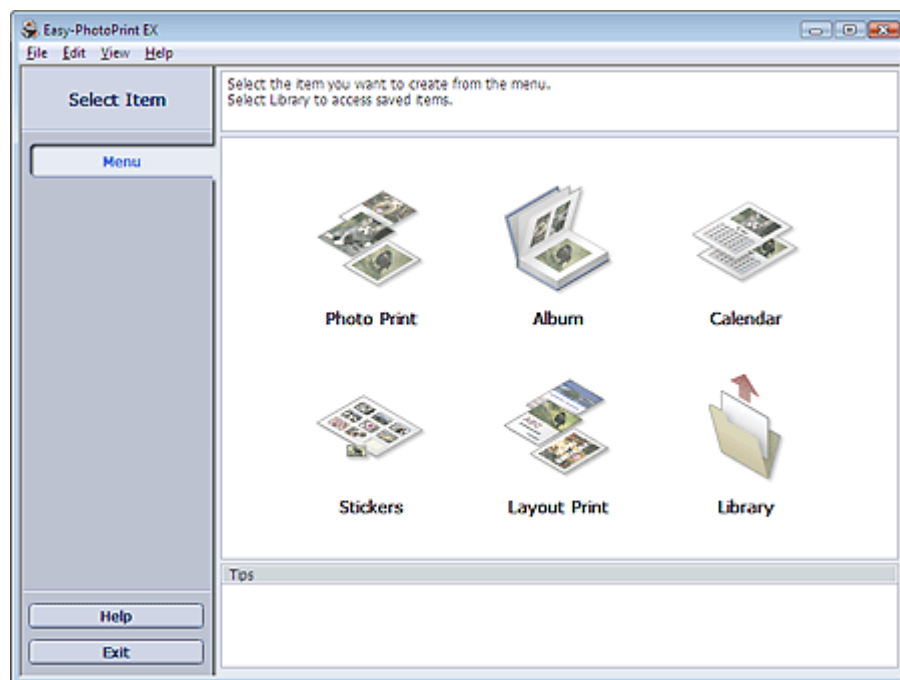 Easy-PhotoPrint EX
File Edit View Help
Select Item
Select the item you want to create from the menu.
Select Library to access saved items.
Menu
Photo Print
Album
Calendar
Stickers
Layout Print
Library
Tips
Help
Exit